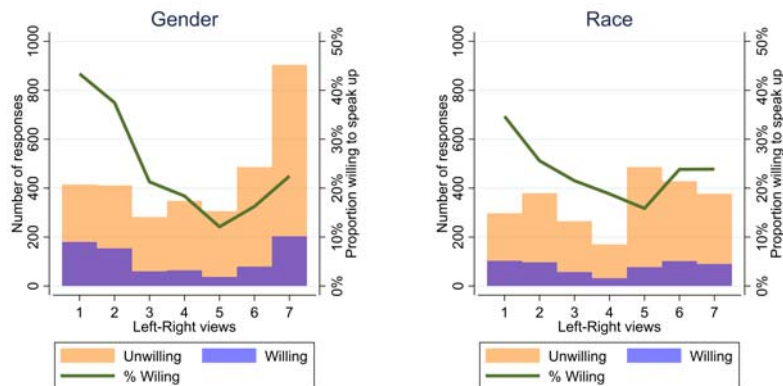 Gender
Number of responses
0 200 400 600 800 1000
Proportion willing to speak up
0% 10% 20% 30% 40% 50%
1 2 3 4 5 6 7
Left-Right views
Unwilling
Willing
% Wiling
Race
Number of responses
0 200 400 600 800 1000
Proportion willing to speak up
0% 10% 20% 30% 40% 50%
1 2 3 4 5 6 7
Left-Right views
Unwilling
Willing
% Wiling